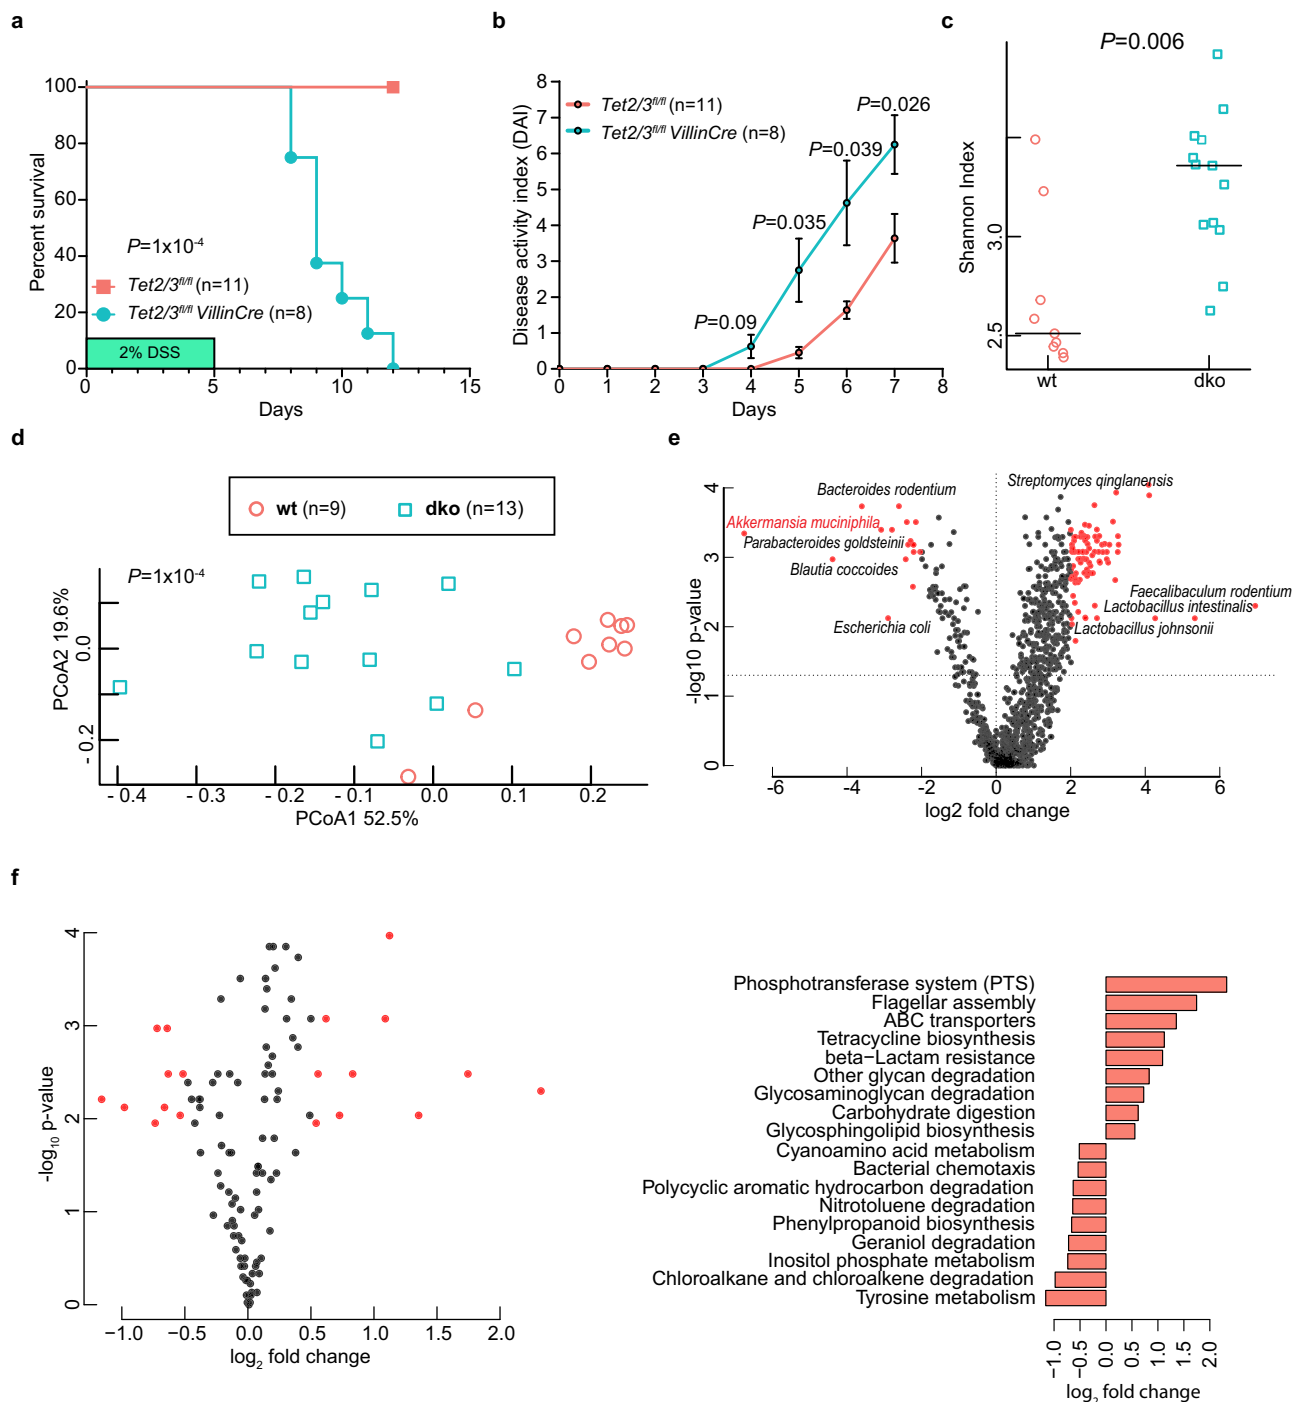 a
Percent survival
100
80
60
40
20
0
P=1x10-4
Tet2/3fl/fl (n=11)
Tet2/3fl/fl VillinCre (n=8)
2% DSS
0 5 10 15
Days
b
Disease activity index (DAI)
8
7
6
5
4
3
2
1
0
Tet2/3fl/fl (n=11)
Tet2/3fl/fl VillinCre (n=8)
P=0.026
P=0.039
P=0.035
P=0.09
0 1 2 3 4 5 6 7 8
Days
c
P=0.006
Shannon Index
3.0
2.5
wt dko
d
wt (n=9) dko (n=13)
P=1x10-4
PCoA2 19.6%
0.0
- 0.2
- 0.4 - 0.3 - 0.2 - 0.1 0.0 0.1 0.2
PCoA1 52.5%
e
-log10 p-value
4
3
2
1
0
Streptomyces qinglanensis
Bacteroides rodentium
Akkermansia muciniphila
Parabacteroides goldsteinii
Blautia coccoides
Faecalibaculum rodentium
Lactobacillus intestinalis
Escherichia coli
Lactobacillus johnsonii
-6 -4 -2 0 2 4 6
log2 fold change
f
-log10 p-value
4
3
2
1
0
−1.0 −0.5 0.0 0.5 1.0 1.5 2.0
log2 fold change
Phosphotransferase system (PTS)
Flagellar assembly
ABC transporters
Tetracycline biosynthesis
beta−Lactam resistance
Other glycan degradation
Glycosaminoglycan degradation
Carbohydrate digestion
Glycosphingolipid biosynthesis
Cyanoamino acid metabolism
Bacterial chemotaxis
Polycyclic aromatic hydrocarbon degradation
Nitrotoluene degradation
Phenylpropanoid biosynthesis
Geraniol degradation
Inositol phosphate metabolism
Chloroalkane and chloroalkene degradation
Tyrosine metabolism
−1.0 −0.5 0.0 0.5 1.0 1.5 2.0
log2 fold change